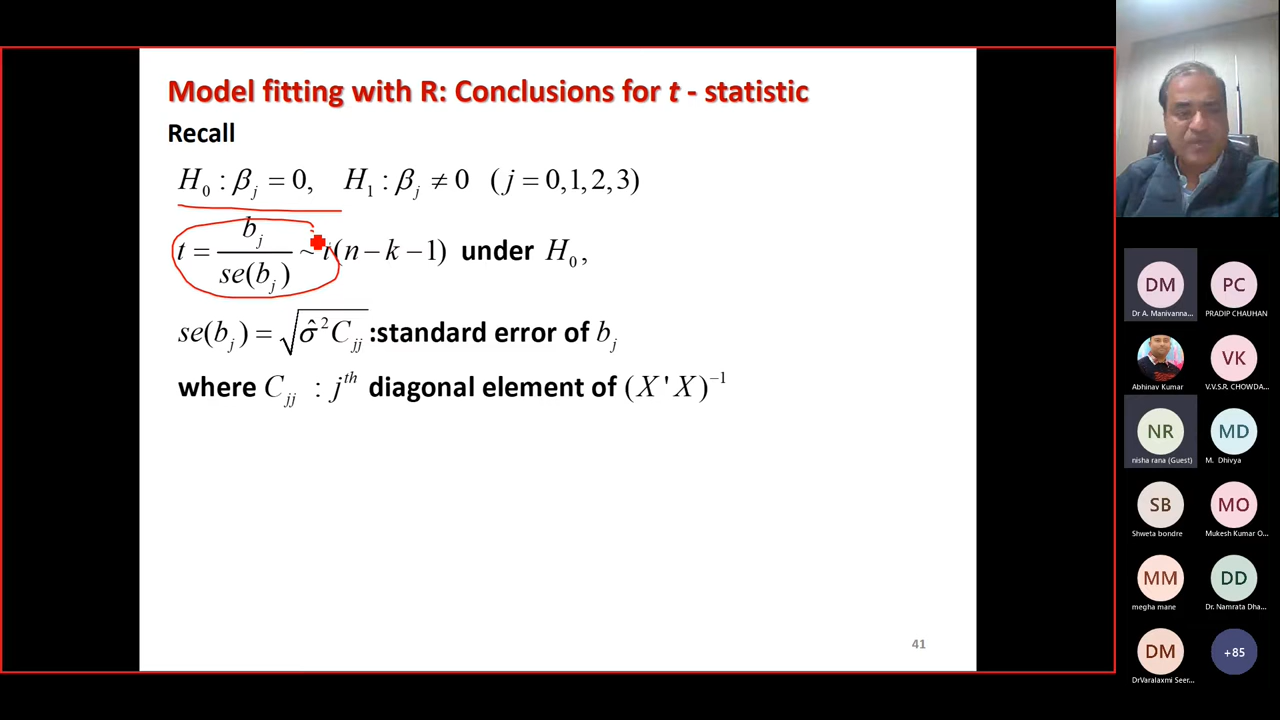 Model fitting with R: Conclusions for t - statistic
Recall
H₀ : βⱼ = 0,   H₁ : βⱼ ≠ 0   (j = 0,1,2,3)
t = bⱼ / se(bⱼ) ~ t(n − k − 1) under H₀,
se(bⱼ) = √(σ̂²Cⱼⱼ) :standard error of bⱼ
where Cⱼⱼ : jᵗʰ diagonal element of (X'X)⁻¹
41
DM
PC
Dr A. Manivanna...
PRADIP CHAUHAN
VK
Abhinav Kumar
V.V.S.R. CHOWDA...
NR
MD
nisha rana (Guest)
M. Dhivya
SB
MO
Shweta bondre
Mukesh Kumar O...
MM
DD
megha mane
Dr. Namrata Dha...
DM
+85
DrVaralaxmi Seer...